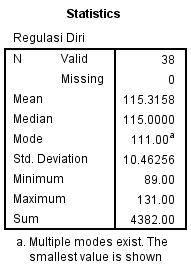 Statistics
Regulasi Diri
N Valid 38
Missing 0
Mean 115.3158
Median 115.0000
Mode 111.00a
Std. Deviation 10.46256
Minimum 89.00
Maximum 131.00
Sum 4382.00
a. Multiple modes exist. The
smallest value is shown